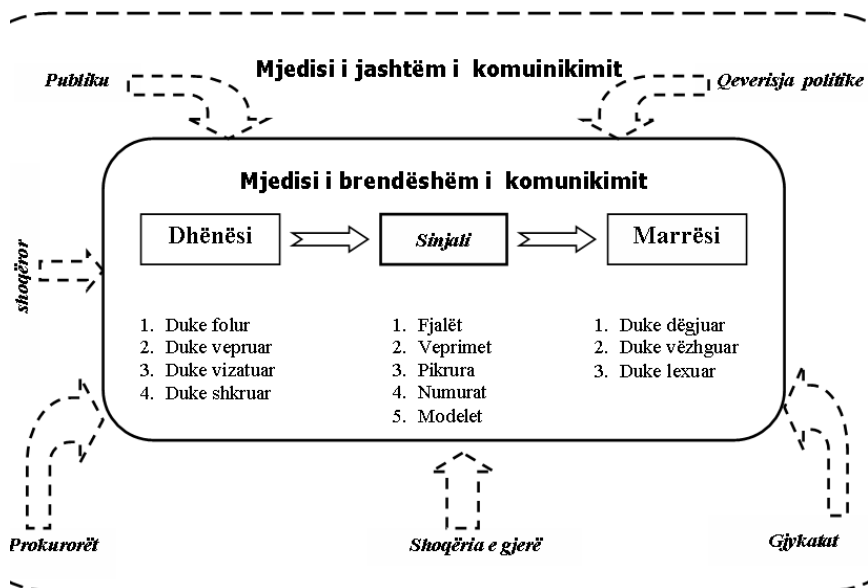 Mjedisi i jashtëm i komuinikimit
Publiku
Qeverisja politike
Mjedisi i brendëshëm i komunikimit
Dhënësi
Sinjali
Marrësi
shoqëror
1. Duke folur
2. Duke vepruar
3. Duke vizatuar
4. Duke shkruar
1. Fjalët
2. Veprimet
3. Pikrura
4. Numurat
5. Modelet
1. Duke dëgjuar
2. Duke vëzhguar
3. Duke lexuar
Prokurorët
Shoqëria e gjerë
Gjykatat